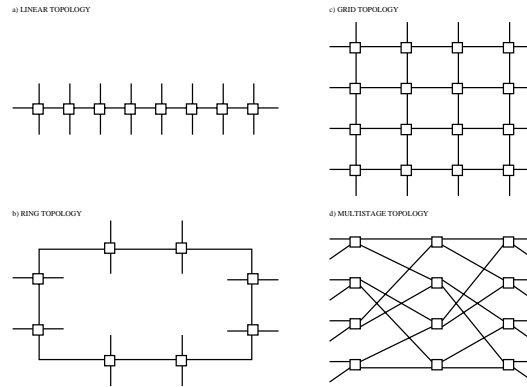 a) LINEAR TOPOLOGY
c) GRID TOPOLOGY
b) RING TOPOLOGY
d) MULTISTAGE TOPOLOGY